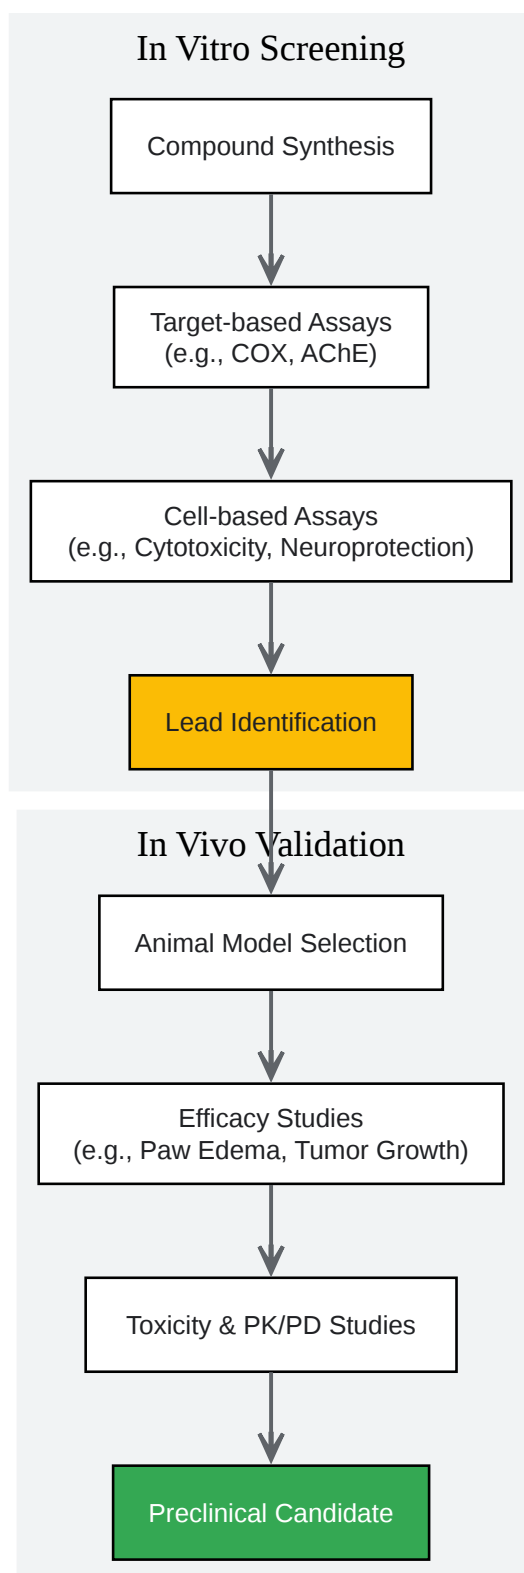 In Vitro Screening
Compound Synthesis
Target-based Assays
(e.g., COX, AChE)
Cell-based Assays
(e.g., Cytotoxicity, Neuroprotection)
Lead Identification
In Vivo Validation
Animal Model Selection
Efficacy Studies
(e.g., Paw Edema, Tumor Growth)
Toxicity & PK/PD Studies
Preclinical Candidate